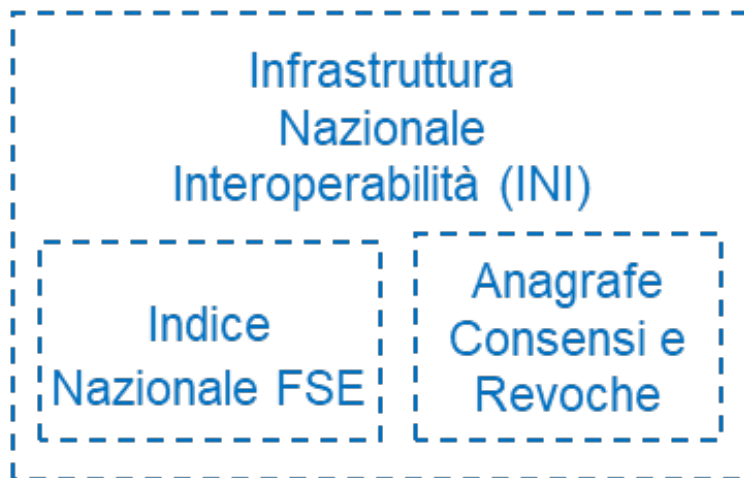 Infrastruttura
Nazionale
Interoperabilità (INI)
Indice
Nazionale FSE
Anagrafe
Consensi e
Revoche